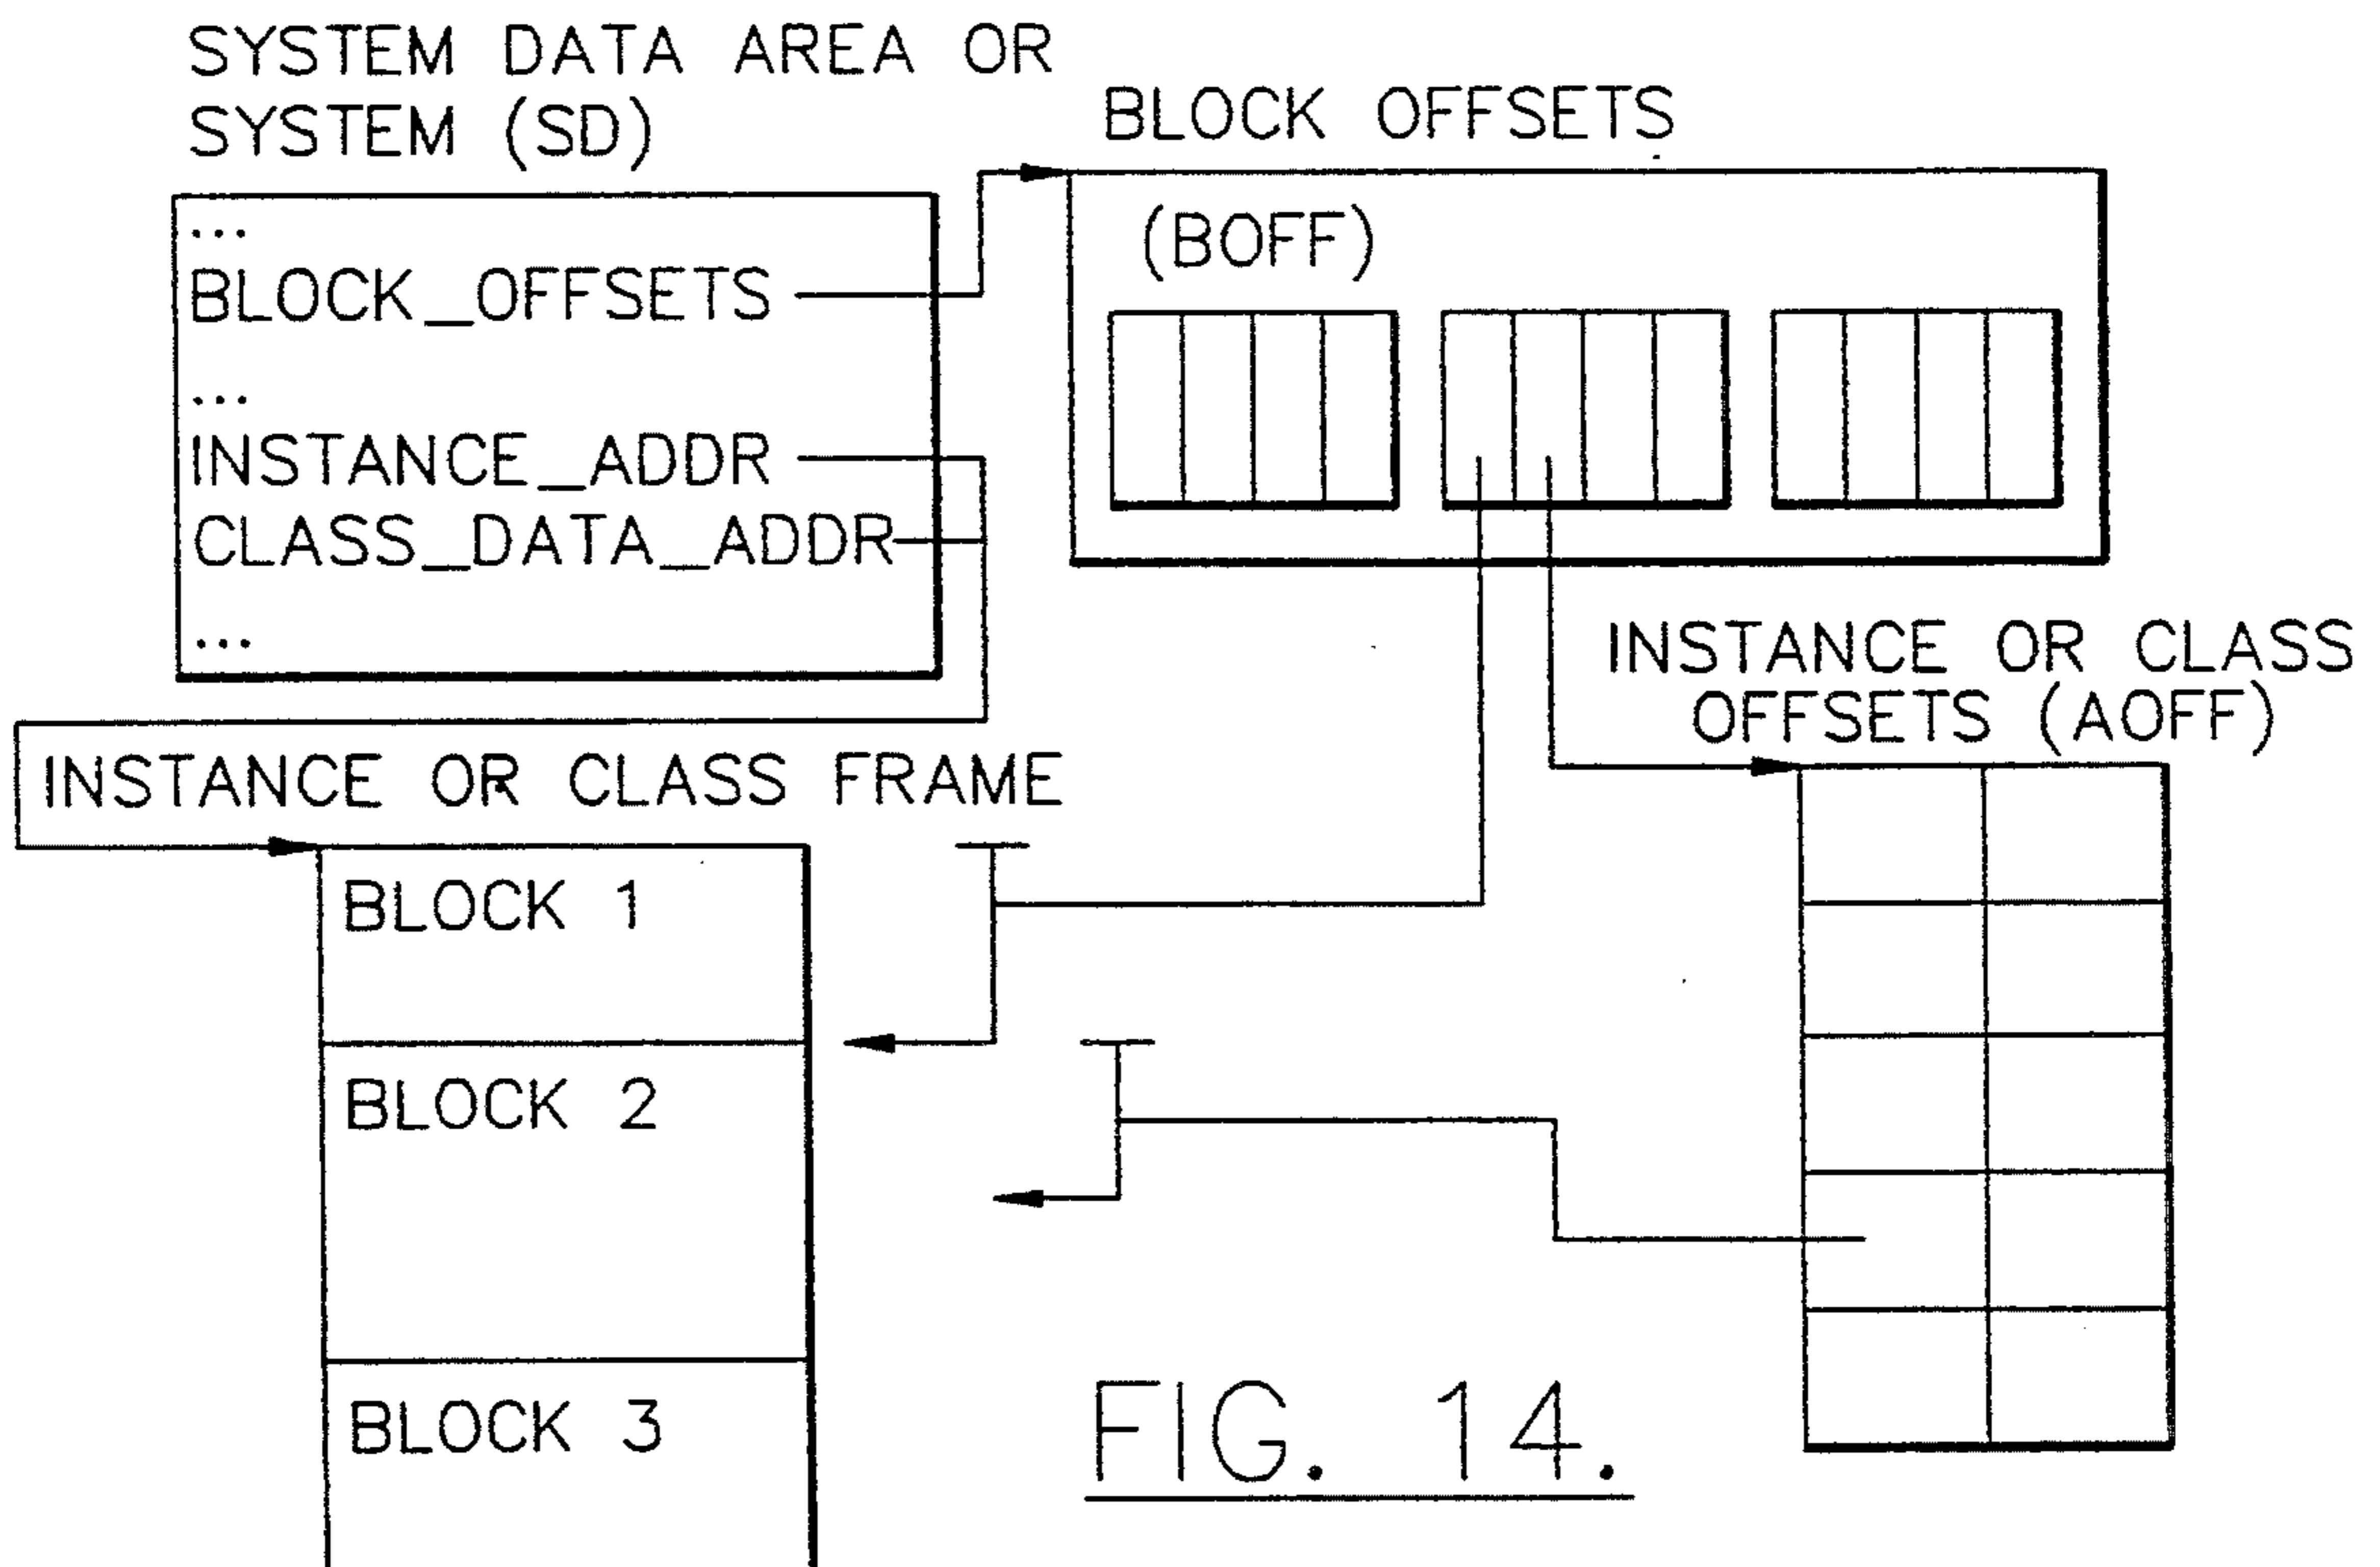 SYSTEM DATA AREA OR
SYSTEM (SD)
...
BLOCK_OFFSETS
...
INSTANCE_ADDR
CLASS_DATA_ADDR
...
BLOCK OFFSETS
(BOFF)
INSTANCE OR CLASS
OFFSETS (AOFF)
INSTANCE OR CLASS FRAME
BLOCK 1
BLOCK 2
BLOCK 3
FIG. 14.